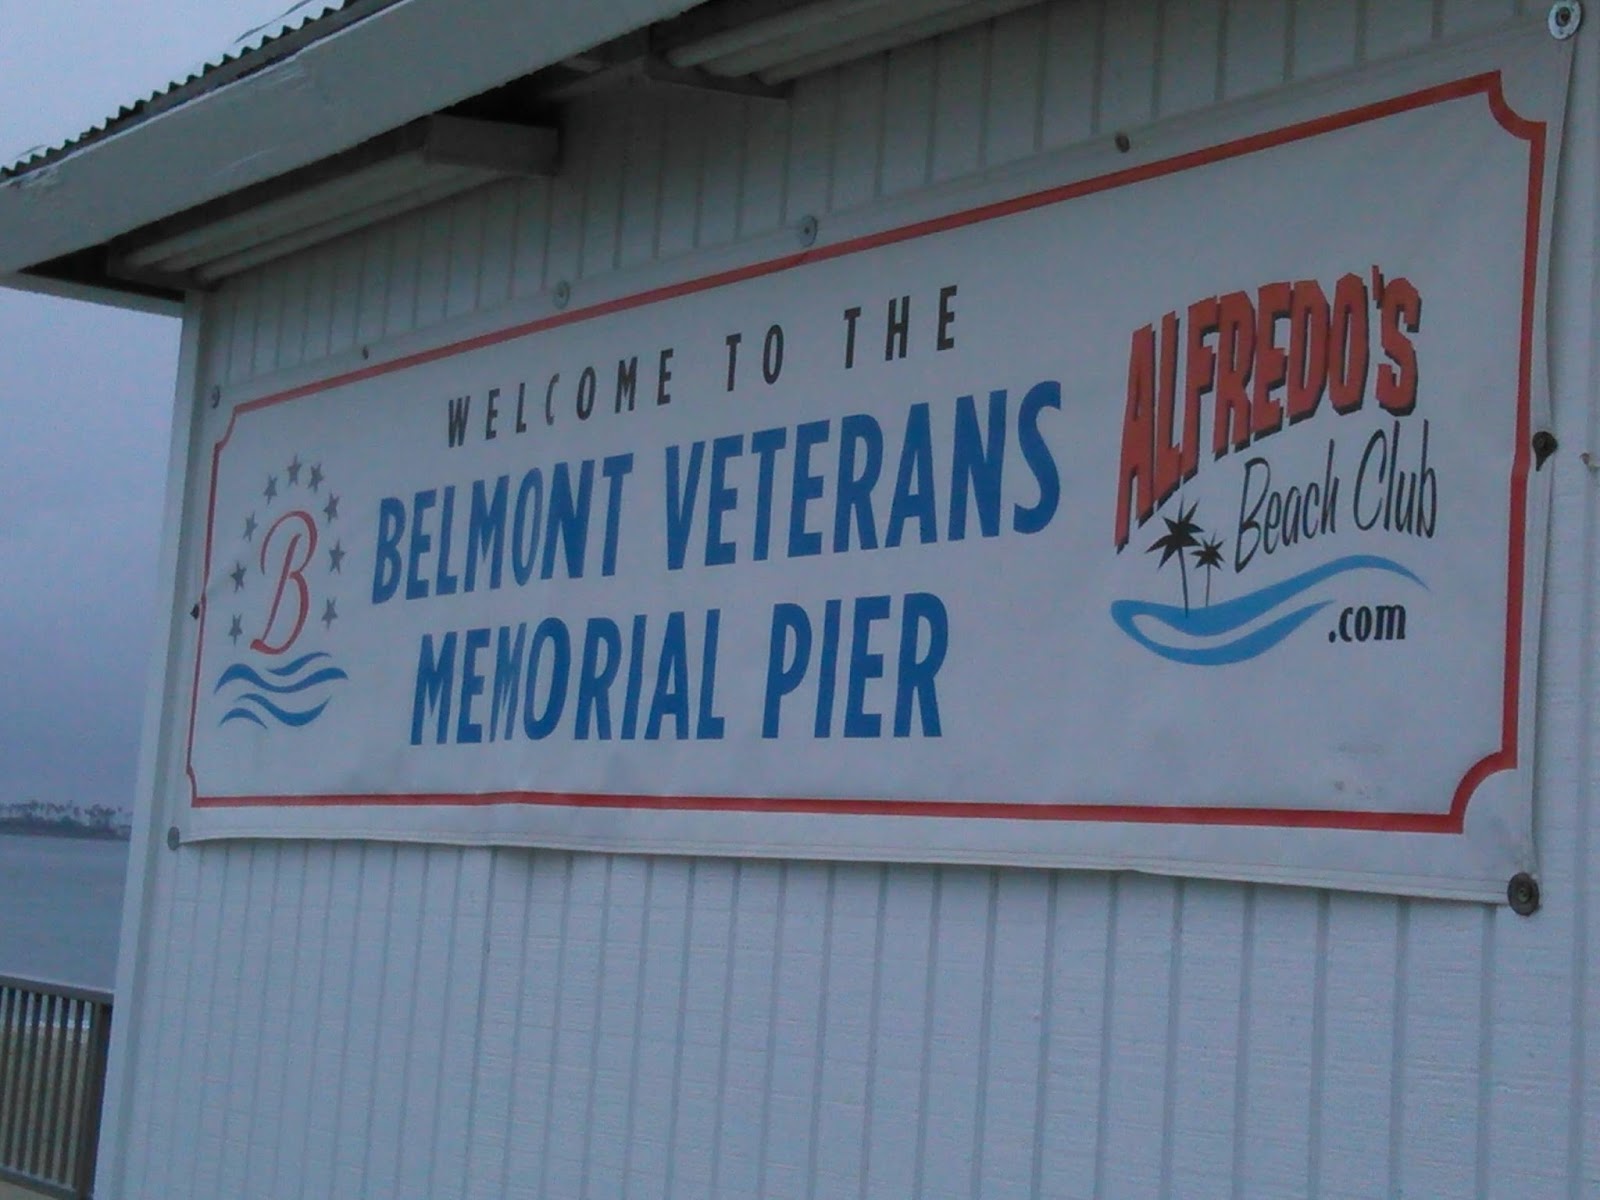 WELCOME TO THE
BELMONT VETERANS
MEMORIAL PIER
B
ALFREDO'S
Beach Club
.com